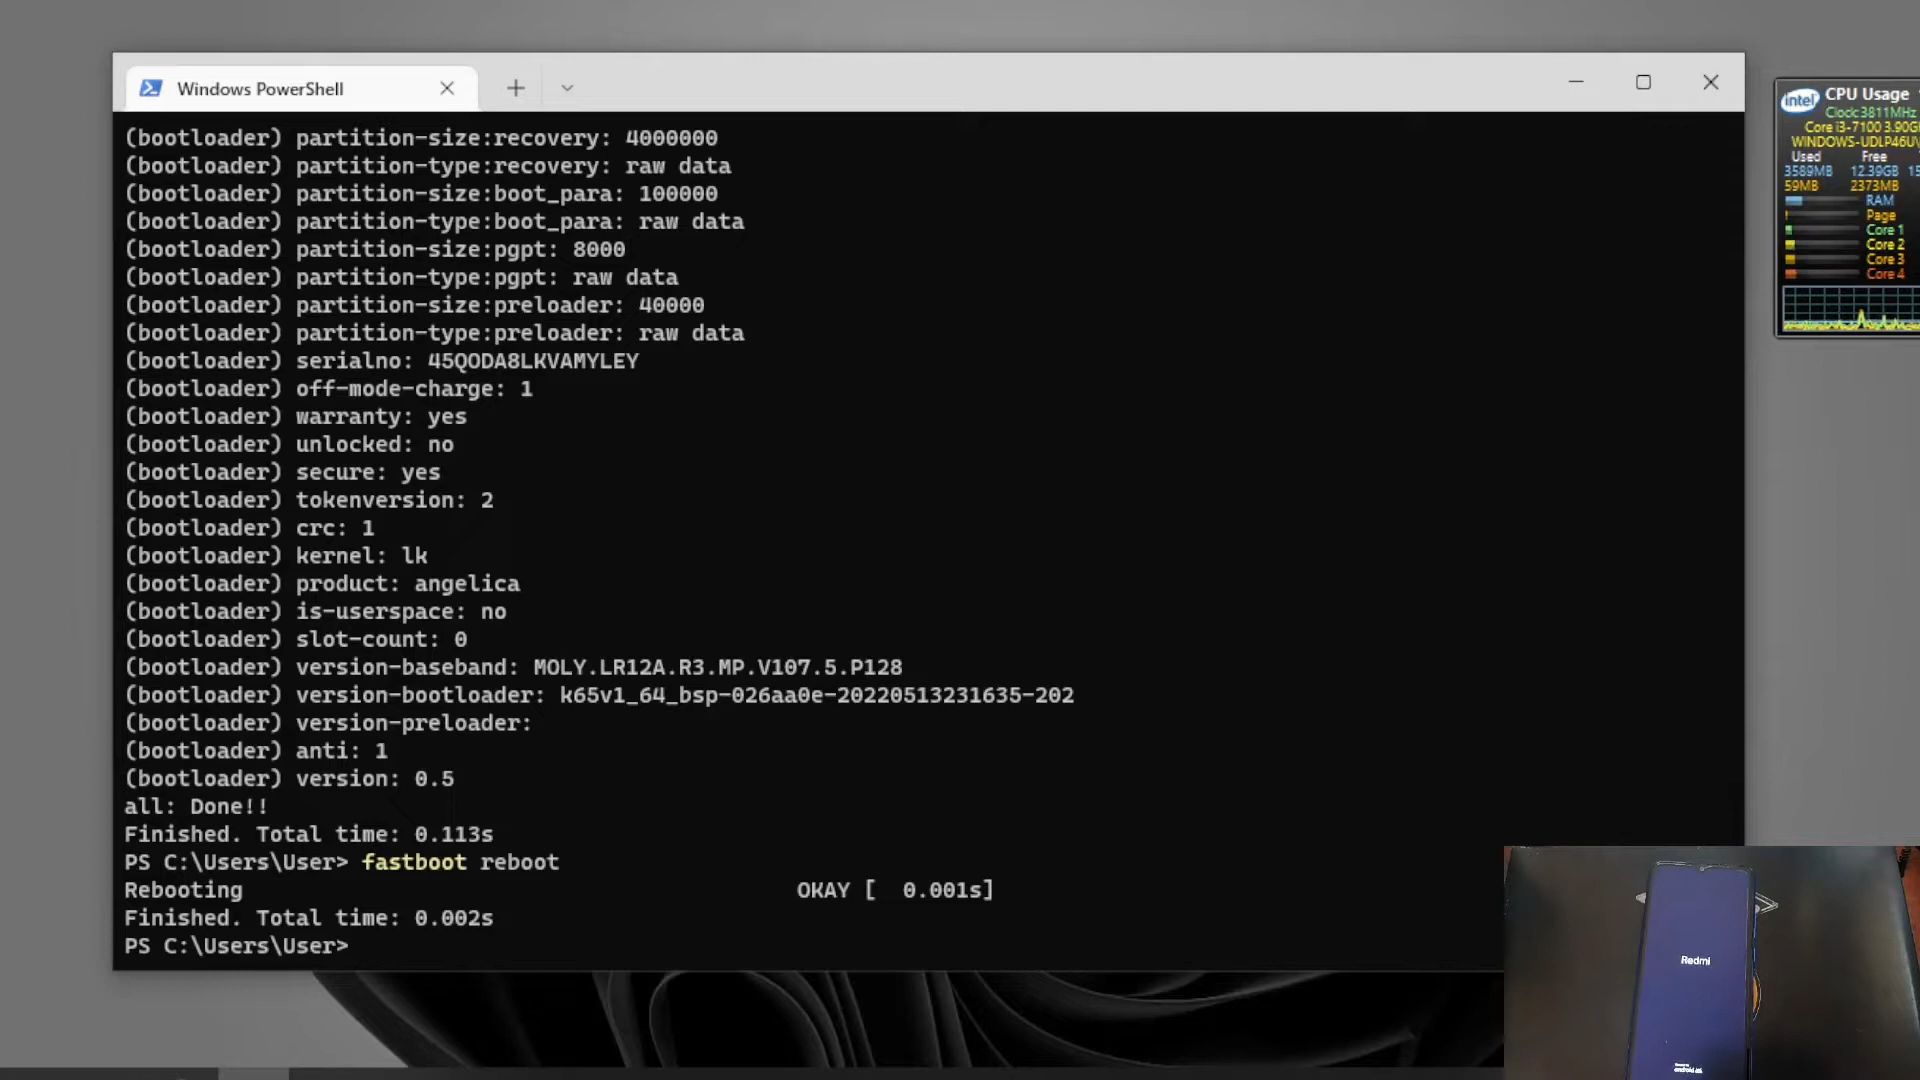 Windows PowerShell
(bootloader) partition-size:recovery: 4000000
(bootloader) partition-type:recovery: raw data
(bootloader) partition-size:boot_para: 100000
(bootloader) partition-type:boot_para: raw data
(bootloader) partition-size:pgpt: 8000
(bootloader) partition-type:pgpt: raw data
(bootloader) partition-size:preloader: 40000
(bootloader) partition-type:preloader: raw data
(bootloader) serialno: 45QODA8LKVAMYLEY
(bootloader) off-mode-charge: 1
(bootloader) warranty: yes
(bootloader) unlocked: no
(bootloader) secure: yes
(bootloader) tokenversion: 2
(bootloader) crc: 1
(bootloader) kernel: lk
(bootloader) product: angelica
(bootloader) is-userspace: no
(bootloader) slot-count: 0
(bootloader) version-baseband: MOLY.LR12A.R3.MP.V107.5.P128
(bootloader) version-bootloader: k65v1_64_bsp-026aa0e-20220513231635-202
(bootloader) version-preloader:
(bootloader) anti: 1
(bootloader) version: 0.5
all: Done!!
Finished. Total time: 0.113s
PS C:\Users\User> fastboot reboot
Rebooting OKAY [ 0.001s]
Finished. Total time: 0.002s
PS C:\Users\User>
intel CPU Usage
Clock:3811MHz
Core i3-7100 3.90G
WINDOWS-UDLP46U
Used Free
3589MB 12.39GB 15
59MB 2373MB
RAM
Page
Core 1
Core 2
Core 3
Core 4
Redmi
android